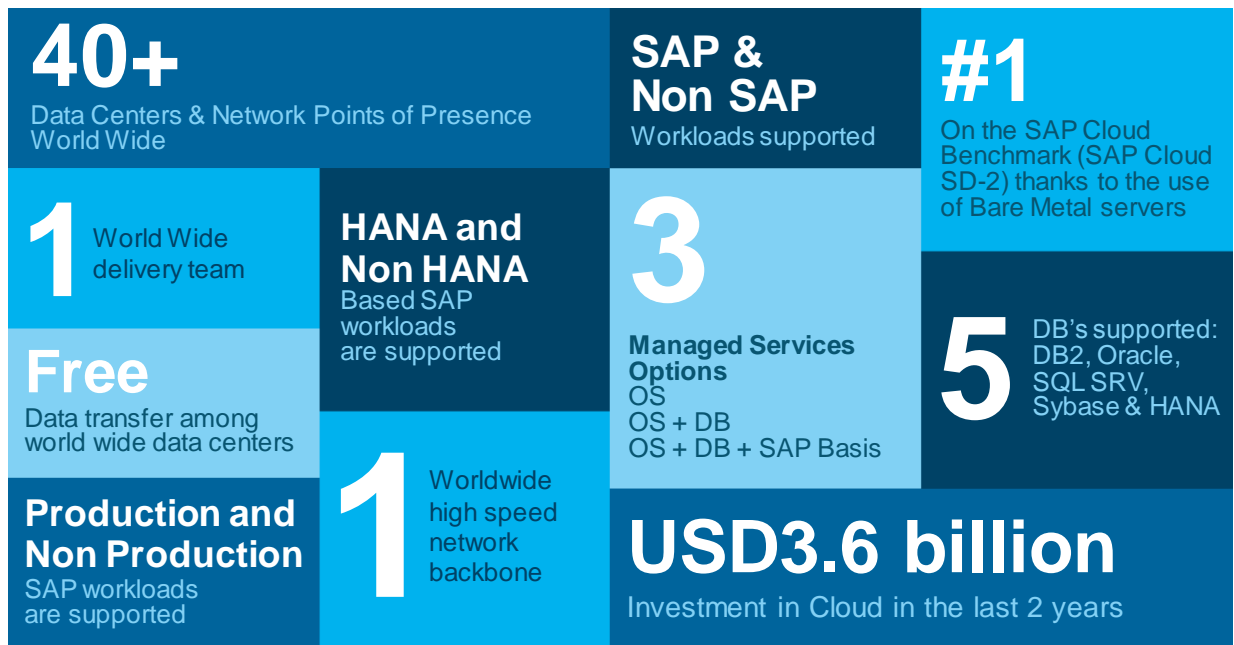 40+
Data Centers & Network Points of Presence
World Wide
SAP &
Non SAP
Workloads supported
#1
On the SAP Cloud
Benchmark (SAP Cloud
SD-2) thanks to the use
of Bare Metal servers
1
World Wide
delivery team
HANA and
Non HANA
Based SAP
workloads
are supported
3
Managed Services
Options
OS
OS + DB
OS + DB + SAP Basis
5
DB's supported:
DB2, Oracle,
SQL SRV,
Sybase & HANA
Free
Data transfer among
world wide data centers
1
Worldwide
high speed
network
backbone
Production and
Non Production
SAP workloads
are supported
USD3.6 billion
Investment in Cloud in the last 2 years